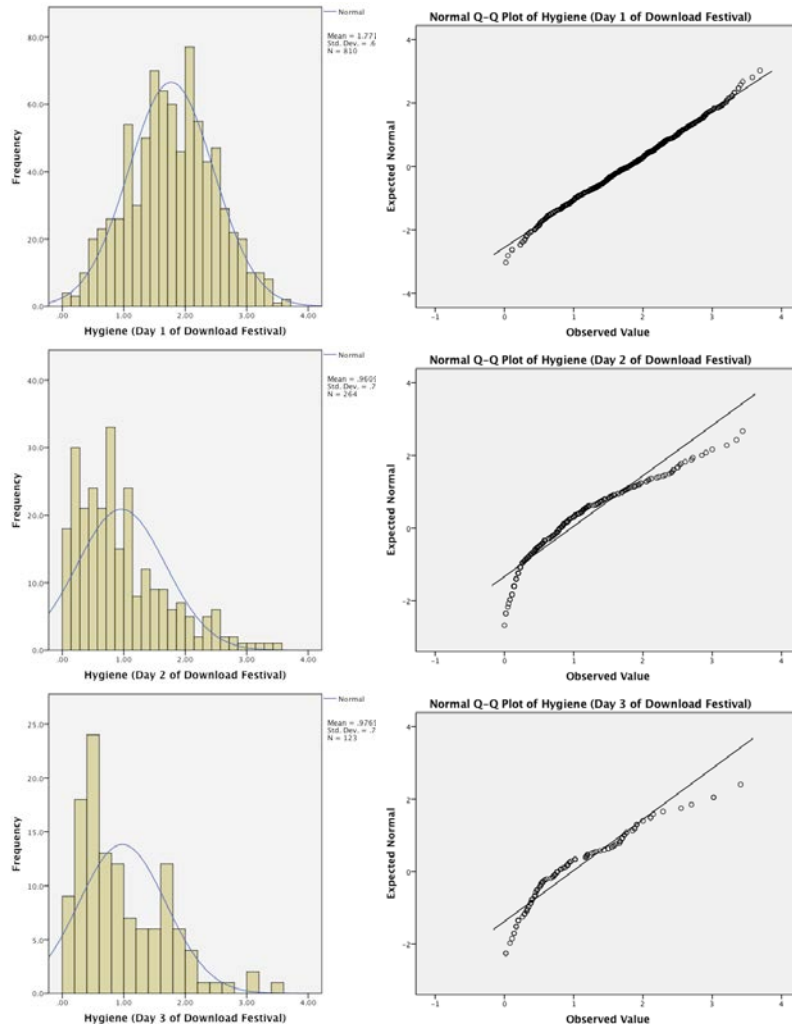 Normal
Mean = 1.771
Std. Dev. = .6
N = 810
80.0
60.0
40.0
20.0
0.0
Frequency
.00 1.00 2.00 3.00 4.00
Hygiene (Day 1 of Download Festival)
Normal Q-Q Plot of Hygiene (Day 1 of Download Festival)
4
2
0
-2
-4
Expected Normal
-1 0 1 2 3 4
Observed Value
Normal
Mean = .9609
Std. Dev. = .7
N = 264
40.0
30.0
20.0
10.0
0.0
Frequency
.00 1.00 2.00 3.00 4.00
Hygiene (Day 2 of Download Festival)
Normal Q-Q Plot of Hygiene (Day 2 of Download Festival)
4
2
0
-2
Expected Normal
-1 0 1 2 3 4
Observed Value
Normal
Mean = .9765
Std. Dev. = .7
N = 123
25.0
20.0
15.0
10.0
5.0
0.0
Frequency
.00 1.00 2.00 3.00 4.00
Hygiene (Day 3 of Download Festival)
Normal Q-Q Plot of Hygiene (Day 3 of Download Festival)
4
2
0
-2
Expected Normal
-1 0 1 2 3 4
Observed Value